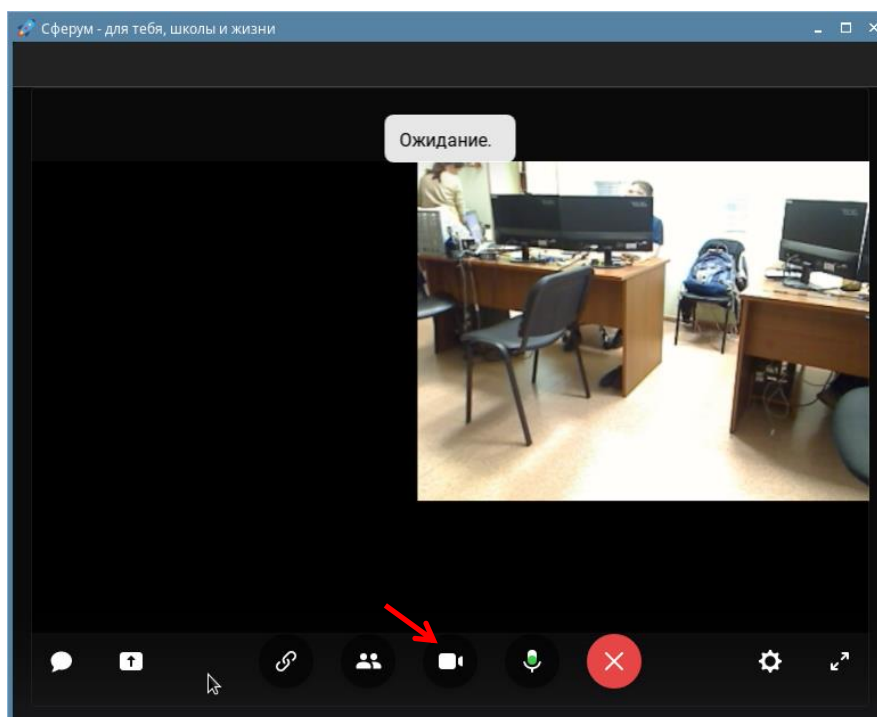 Сферум - для тебя, школы и жизни
Ожидание.